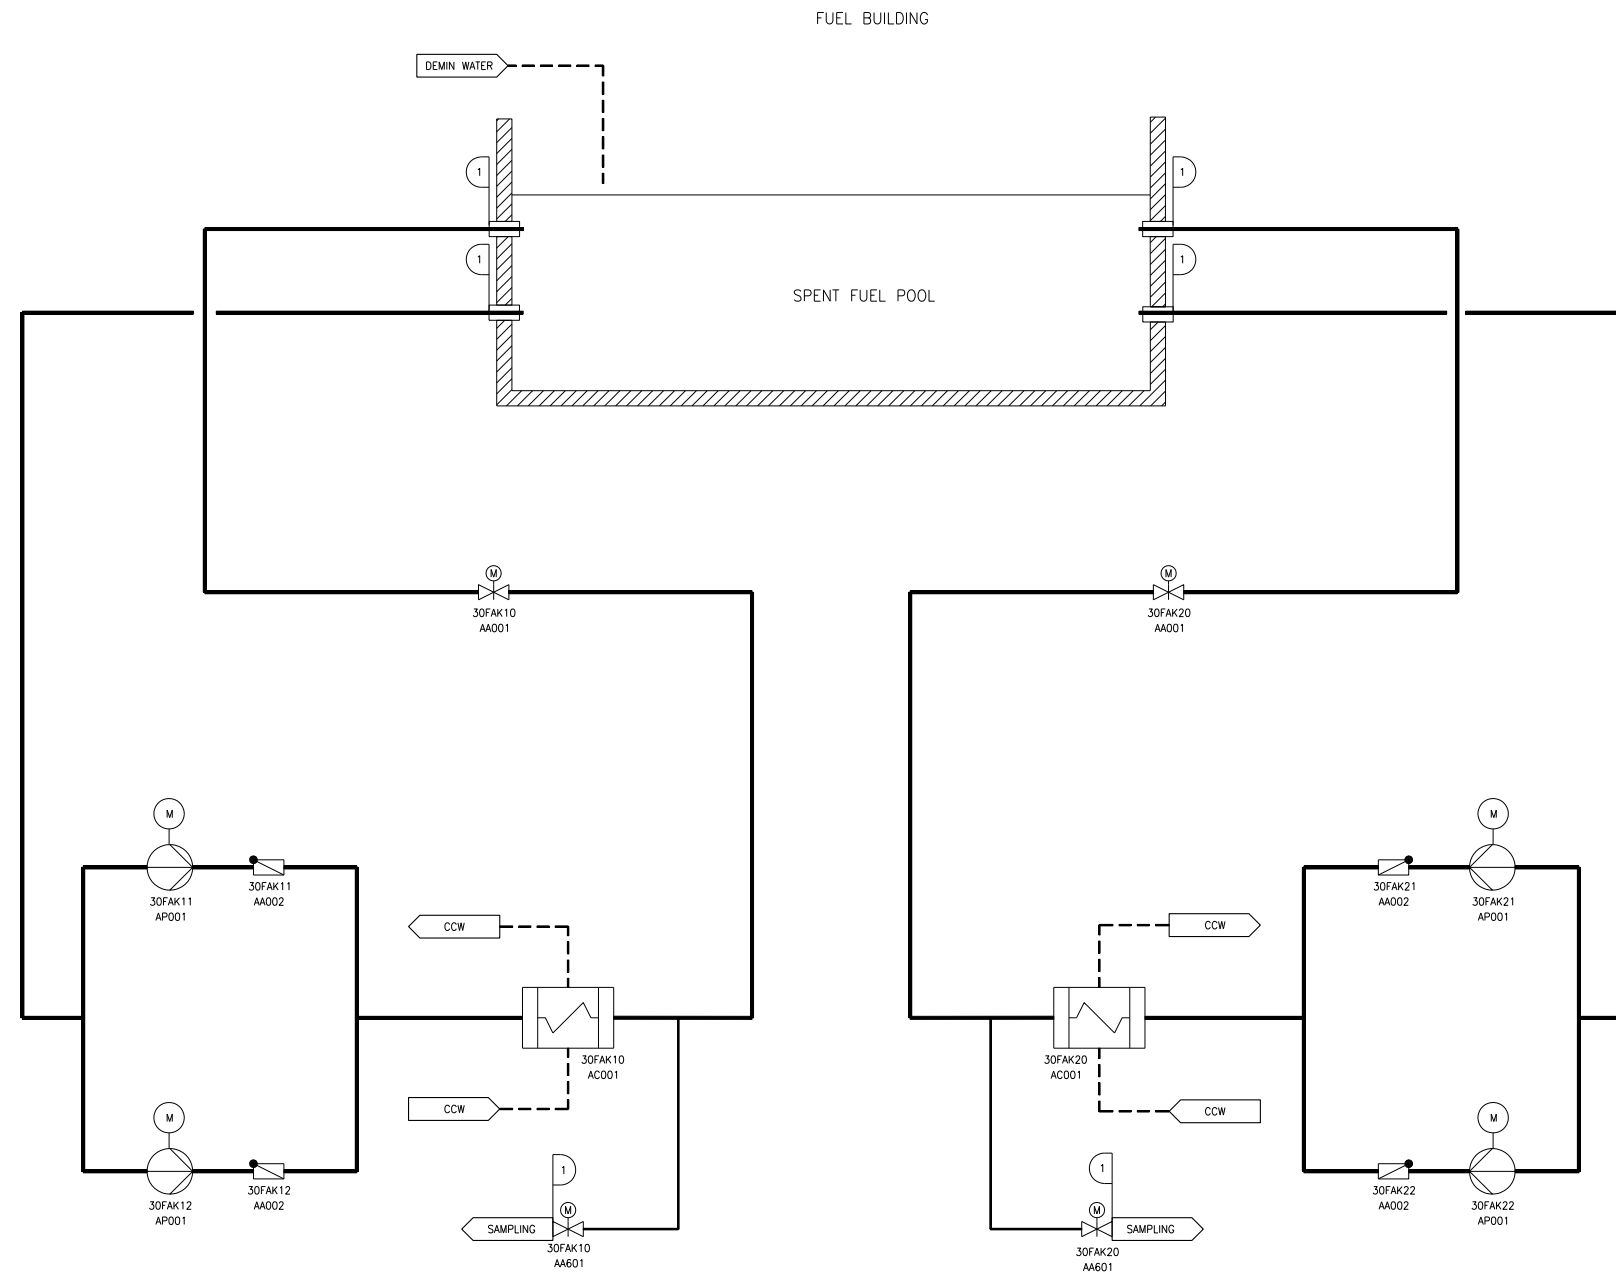 FUEL BUILDING
DEMIN WATER
1
1
1
1
SPENT FUEL POOL
M
30FAK10
AA001
M
30FAK20
AA001
M
30FAK11
AP001
30FAK11
AA002
M
30FAK21
AA002
30FAK21
AP001
CCW
CCW
30FAK10
AC001
30FAK20
AC001
CCW
CCW
M
30FAK12
AP001
30FAK12
AA002
M
30FAK22
AA002
30FAK22
AP001
1
M
SAMPLING
30FAK10
AA601
1
M
SAMPLING
30FAK20
AA601